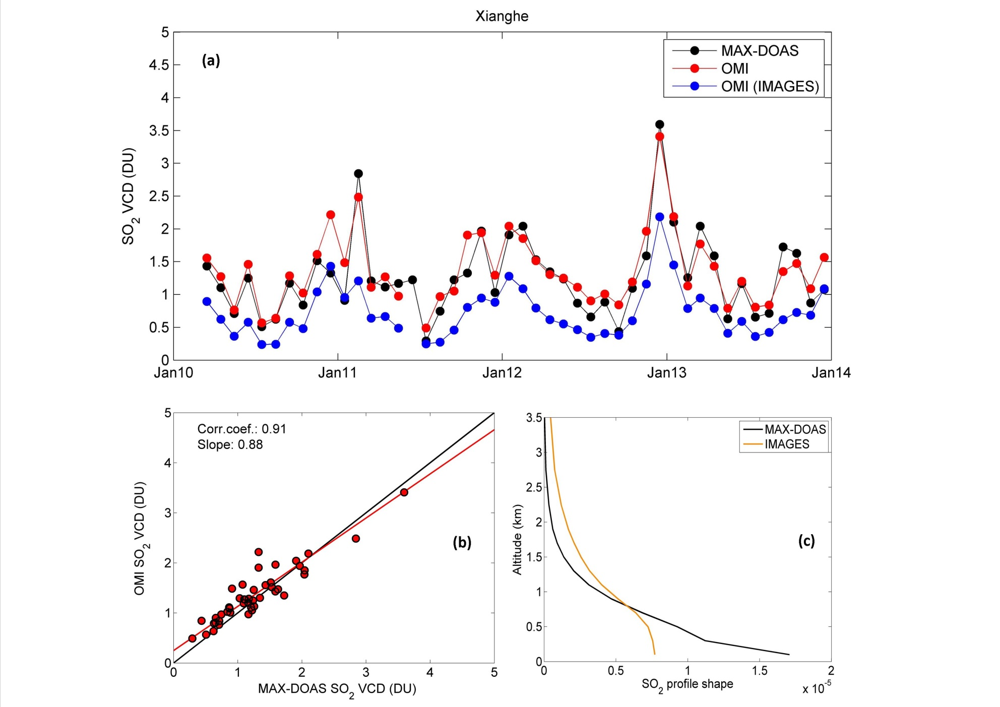 Xianghe
(a)
MAX-DOAS
OMI
OMI (IMAGES)
SO2 VCD (DU)
5
4.5
4
3.5
3
2.5
2
1.5
1
0.5
0
Jan10 Jan11 Jan12 Jan13 Jan14
Corr.coef.: 0.91
Slope: 0.88
(b)
OMI SO2 VCD (DU)
5
4
3
2
1
0
0 1 2 3 4 5
MAX-DOAS SO2 VCD (DU)
MAX-DOAS
IMAGES
(c)
Altitude (km)
3.5
3
2.5
2
1.5
1
0.5
0
0 0.5 1 1.5 2
SO2 profile shape
x 10-5